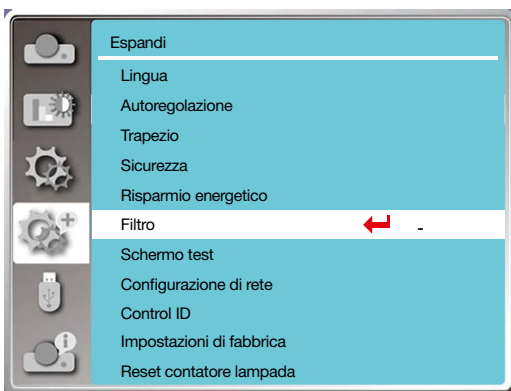 Espandi
Lingua
Autoregolazione
Trapezio
Sicurezza
Risparmio energetico
Filtro -
Schermo test
Configurazione di rete
Control ID
Impostazioni di fabbrica
Reset contatore lampada